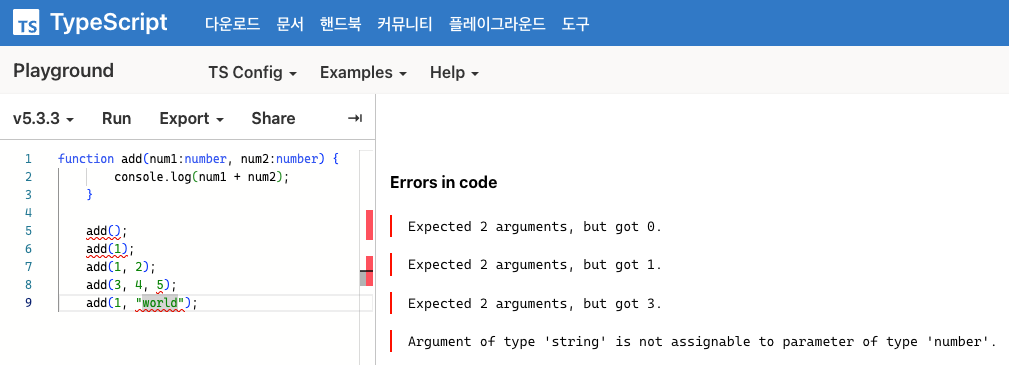 TS TypeScript 다운로드 문서 핸드북 커뮤니티 플레이그라운드 도구
Playground TS Config Examples Help
v5.3.3 Run Export Share
1 function add(num1:number, num2:number) {
2 console.log(num1 + num2);
3 }
4
5 add();
6 add(1);
7 add(1, 2);
8 add(3, 4, 5);
9 add(1, "world");
Errors in code
Expected 2 arguments, but got 0.
Expected 2 arguments, but got 1.
Expected 2 arguments, but got 3.
Argument of type 'string' is not assignable to parameter of type 'number'.